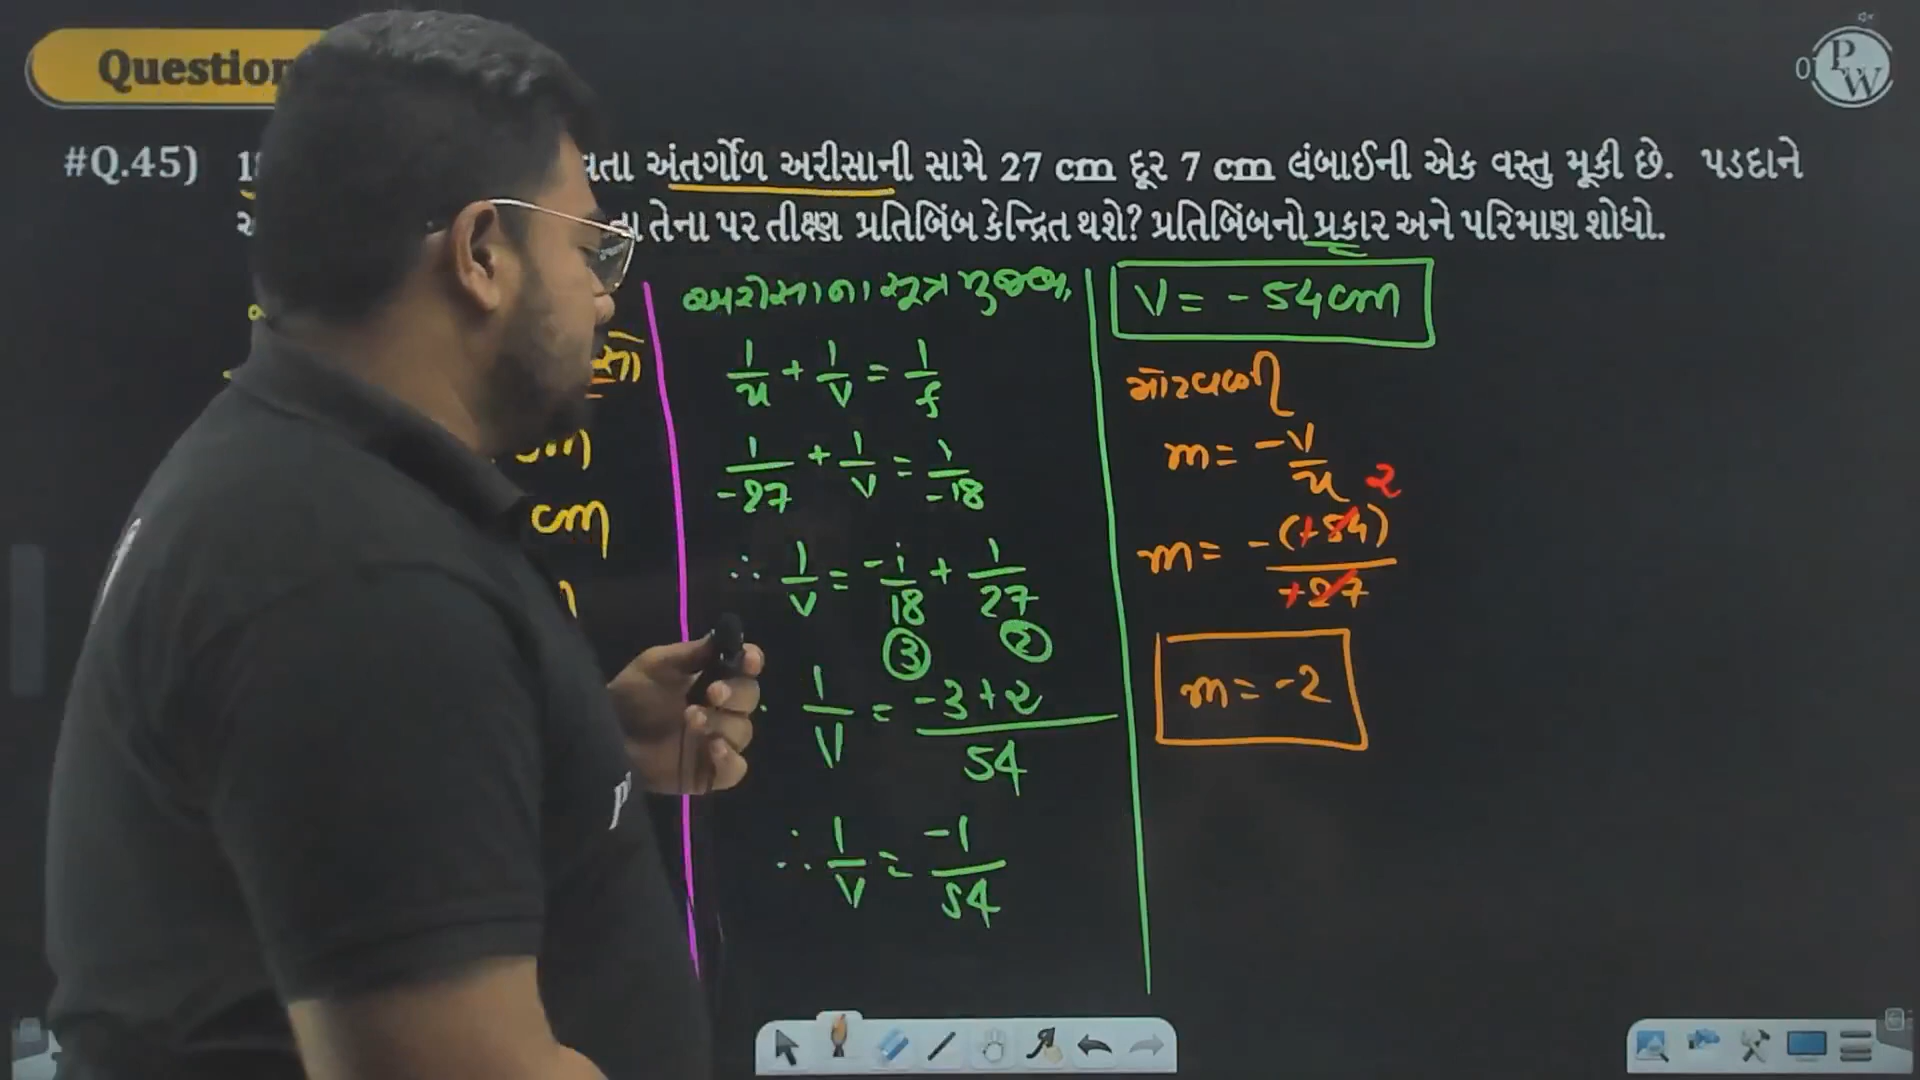 Question
#Q.45) અંતર્ગોળ અરીસાની સામે 27 cm દૂર 7 cm લંબાઈની એક વસ્તુ મૂકી છે. પડદાને
તેના પર તીક્ષ્ણ પ્રતિબિંબ કેન્દ્રિત થશે? પ્રતિબિંબનો પ્રકાર અને પરિમાણ શોધો.
P
W
cm
અરીસાના સૂત્ર મુજબ,
1/u + 1/v = 1/f
1/-27 + 1/v = 1/-18
∴ 1/v = -1/18 + 1/27
③ ②
1/v = -3+2/54
∴ 1/v = -1/54
v = -54cm
મોટવણી
m = -v/u
2
m = -(+54)/+27
m = -2